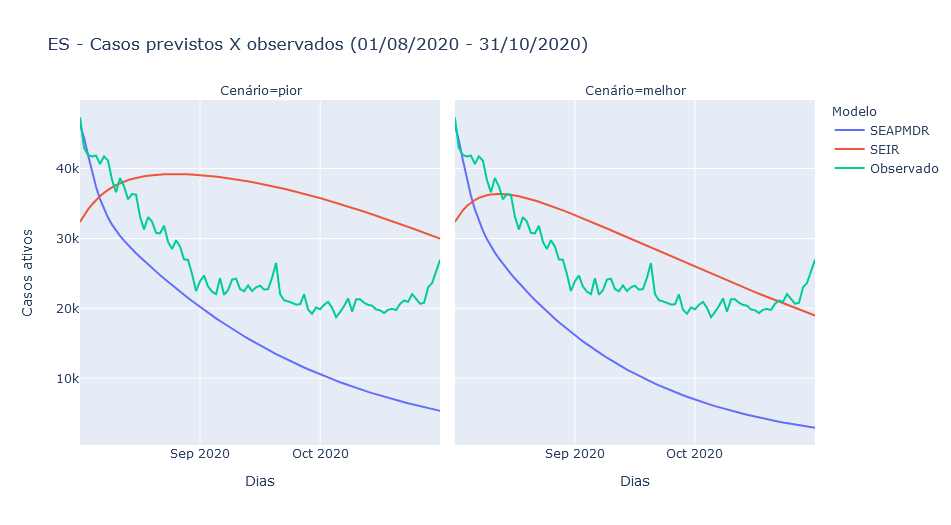 ES - Casos previstos X observados (01/08/2020 - 31/10/2020)
Cenário=pior
Cenário=melhor
Modelo
SEAPMDR
SEIR
Observado
Casos ativos
40k
30k
20k
10k
Sep 2020
Oct 2020
Sep 2020
Oct 2020
Dias
Dias